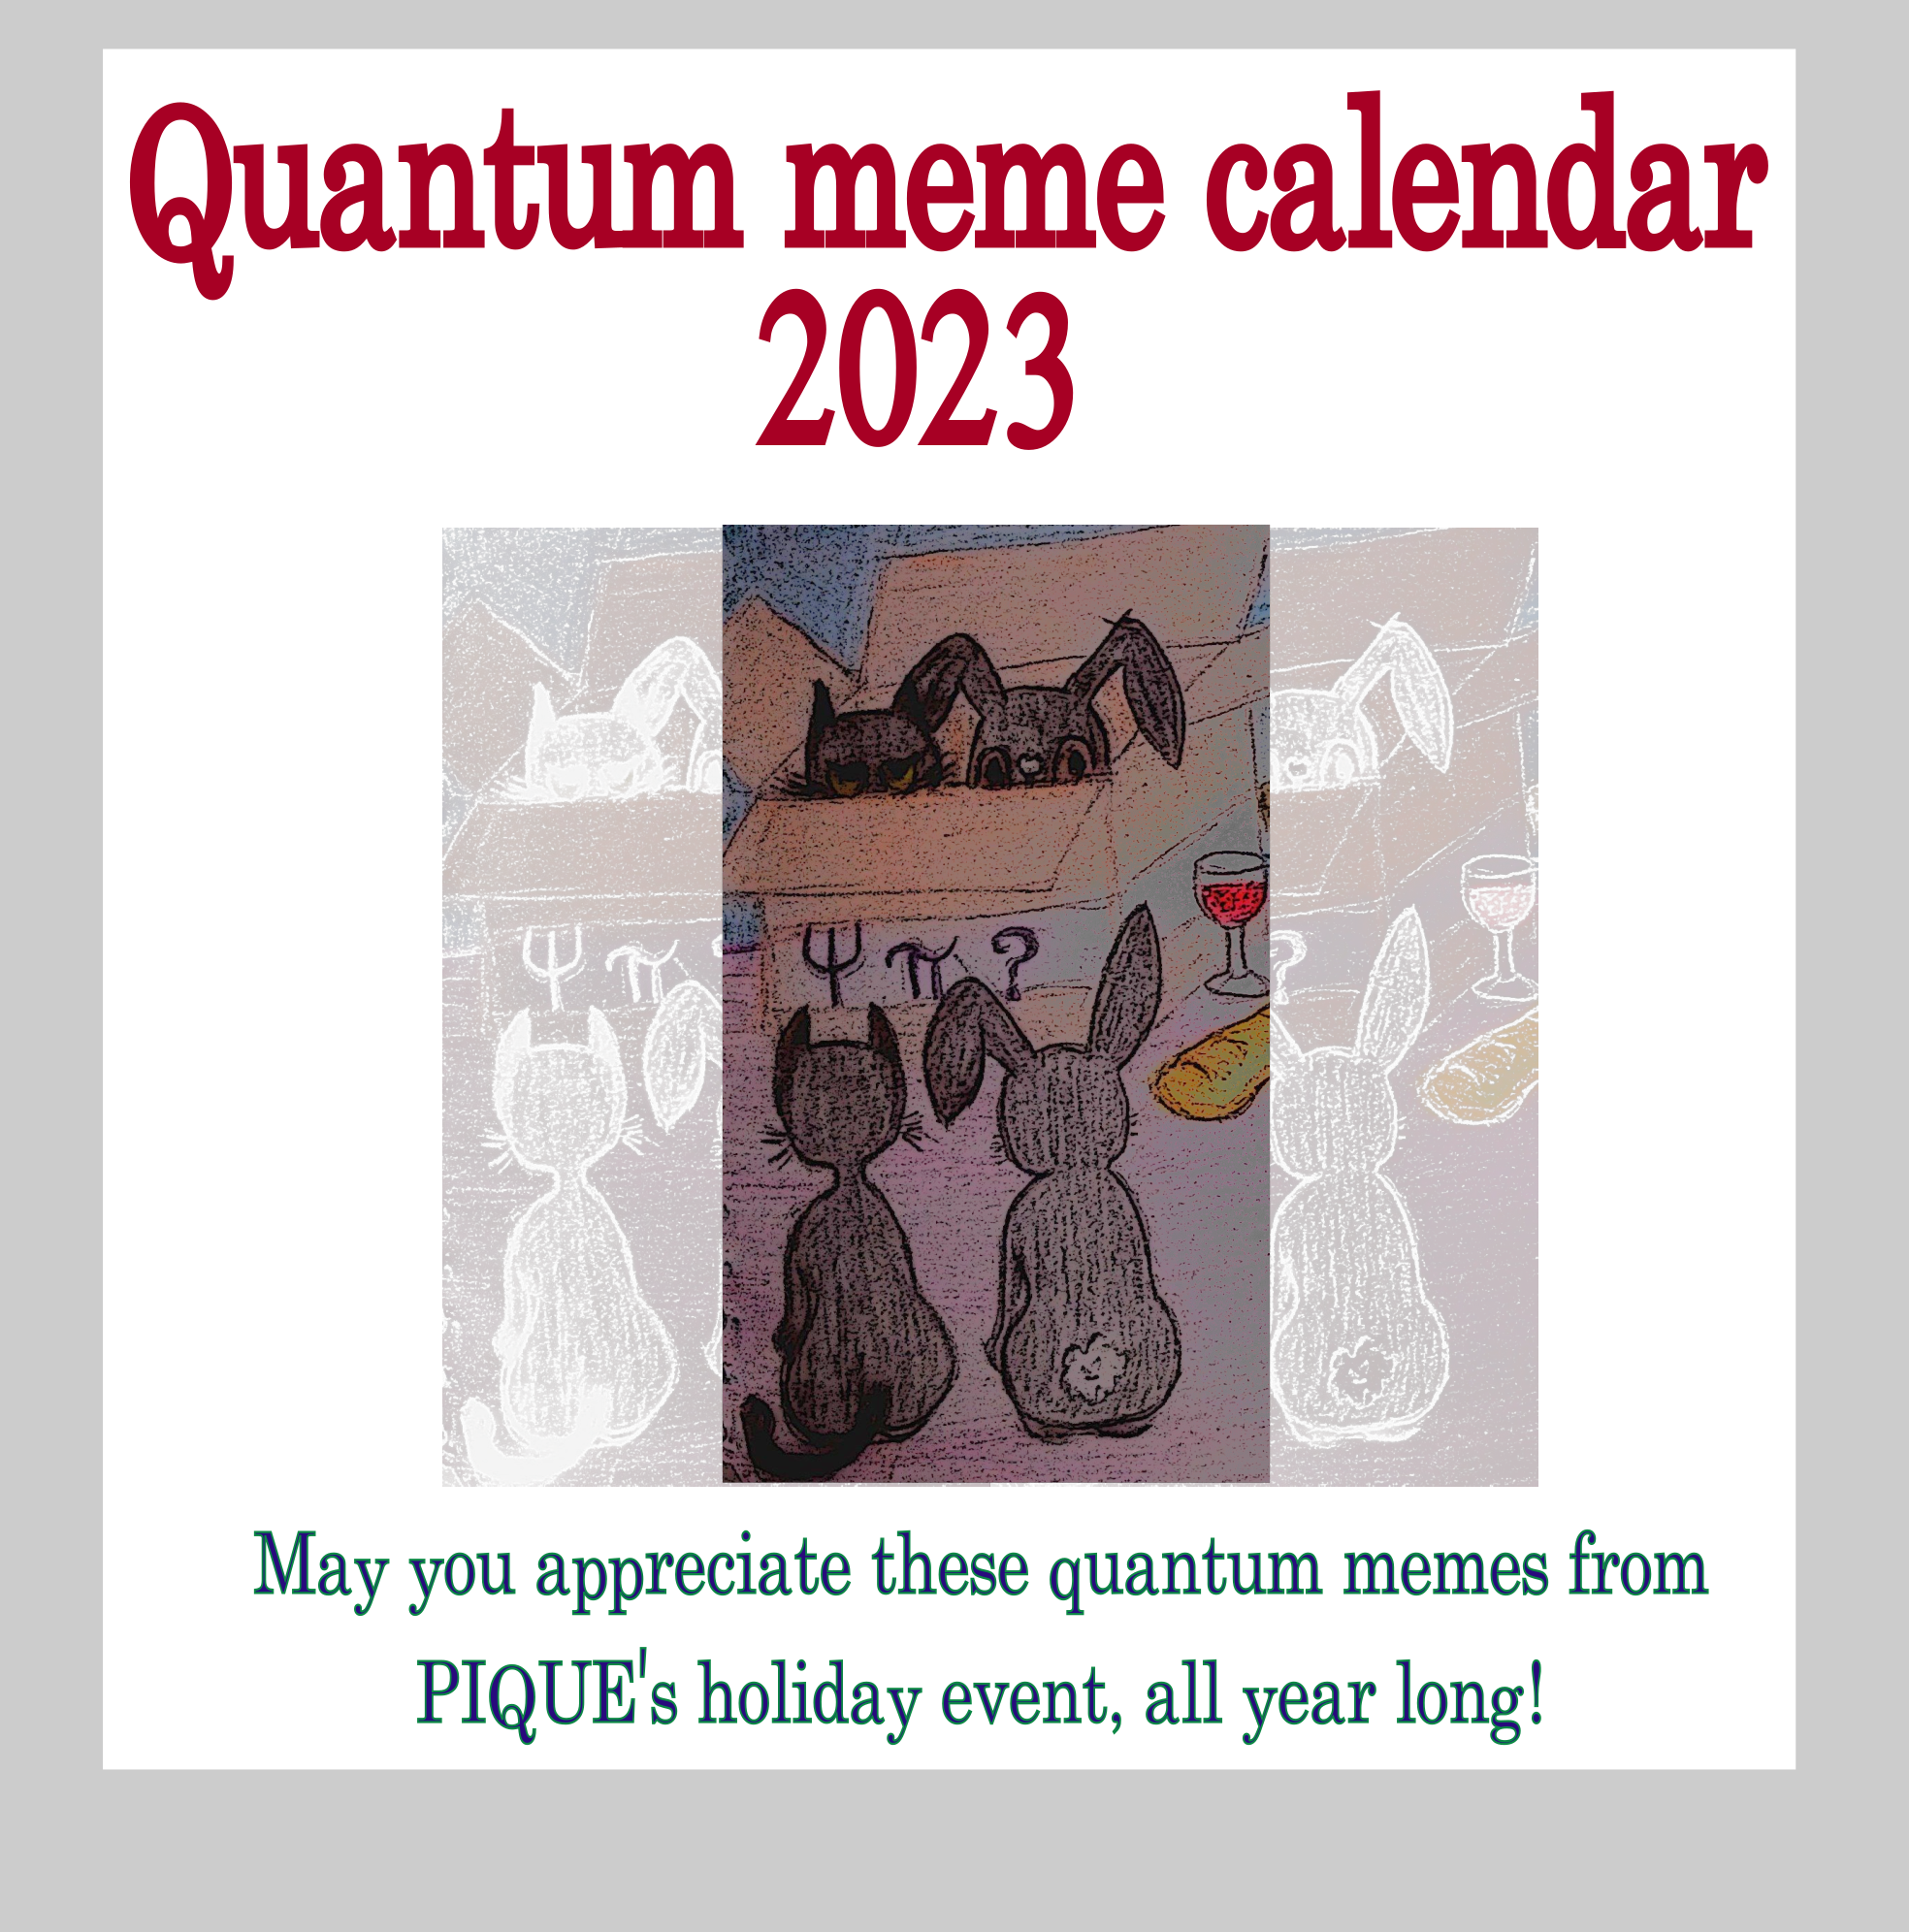 Quantum meme calendar
2023
Ψ π ?
May you appreciate these quantum memes from
PIQUE's holiday event, all year long!